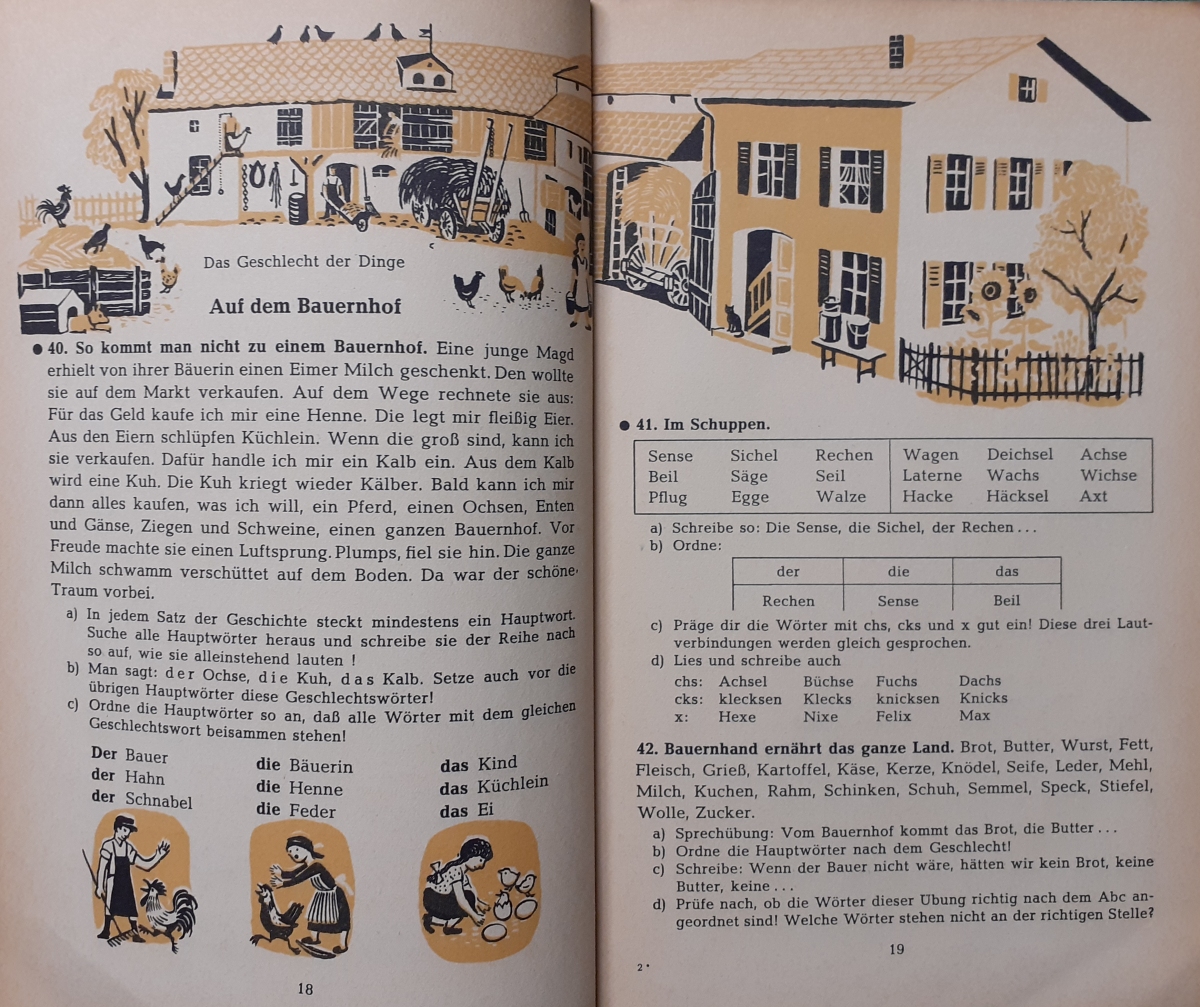 Das Geschlecht der Dinge
Auf dem Bauernhof
● 40. So kommt man nicht zu einem Bauernhof. Eine junge Magd
erhielt von ihrer Bäuerin einen Eimer Milch geschenkt. Den wollte
sie auf dem Markt verkaufen. Auf dem Wege rechnete sie aus:
Für das Geld kaufe ich mir eine Henne. Die legt mir fleißig Eier.
Aus den Eiern schlüpfen Küchlein. Wenn die groß sind, kann ich
sie verkaufen. Dafür handle ich mir ein Kalb ein. Aus dem Kalb
wird eine Kuh. Die Kuh kriegt wieder Kälber. Bald kann ich mir
dann alles kaufen, was ich will, ein Pferd, einen Ochsen, Enten
und Gänse, Ziegen und Schweine, einen ganzen Bauernhof. Vor
Freude machte sie einen Luftsprung. Plumps, fiel sie hin. Die ganze
Milch schwamm verschüttet auf dem Boden. Da war der schöne
Traum vorbei.
a) In jedem Satz der Geschichte steckt mindestens ein Hauptwort.
Suche alle Hauptwörter heraus und schreibe sie der Reihe nach
so auf, wie sie alleinstehend lauten !
b) Man sagt: der Ochse, die Kuh, das Kalb. Setze auch vor die
übrigen Hauptwörter diese Geschlechtswörter!
c) Ordne die Hauptwörter so an, daß alle Wörter mit dem gleichen
Geschlechtswort beisammen stehen!
Der Bauer die Bäuerin das Kind
der Hahn die Henne das Küchlein
der Schnabel die Feder das Ei
18
● 41. Im Schuppen.
Sense Sichel Rechen Wagen Deichsel Achse
Beil Säge Seil Laterne Wachs Wichse
Pflug Egge Walze Hacke Häcksel Axt
a) Schreibe so: Die Sense, die Sichel, der Rechen...
b) Ordne:
der die das
Rechen Sense Beil
c) Präge dir die Wörter mit chs, cks und x gut ein! Diese drei Laut-
verbindungen werden gleich gesprochen.
d) Lies und schreibe auch
chs: Achsel Büchse Fuchs Dachs
cks: klecksen Klecks knicksen Knicks
x: Hexe Nixe Felix Max
42. Bauernhand ernährt das ganze Land. Brot, Butter, Wurst, Fett,
Fleisch, Grieß, Kartoffel, Käse, Kerze, Knödel, Seife, Leder, Mehl,
Milch, Kuchen, Rahm, Schinken, Schuh, Semmel, Speck, Stiefel,
Wolle, Zucker.
a) Sprechübung: Vom Bauernhof kommt das Brot, die Butter...
b) Ordne die Hauptwörter nach dem Geschlecht!
c) Schreibe: Wenn der Bauer nicht wäre, hätten wir kein Brot, keine
Butter, keine...
d) Prüfe nach, ob die Wörter dieser Übung richtig nach dem Abc an-
geordnet sind! Welche Wörter stehen nicht an der richtigen Stelle?
19
2*